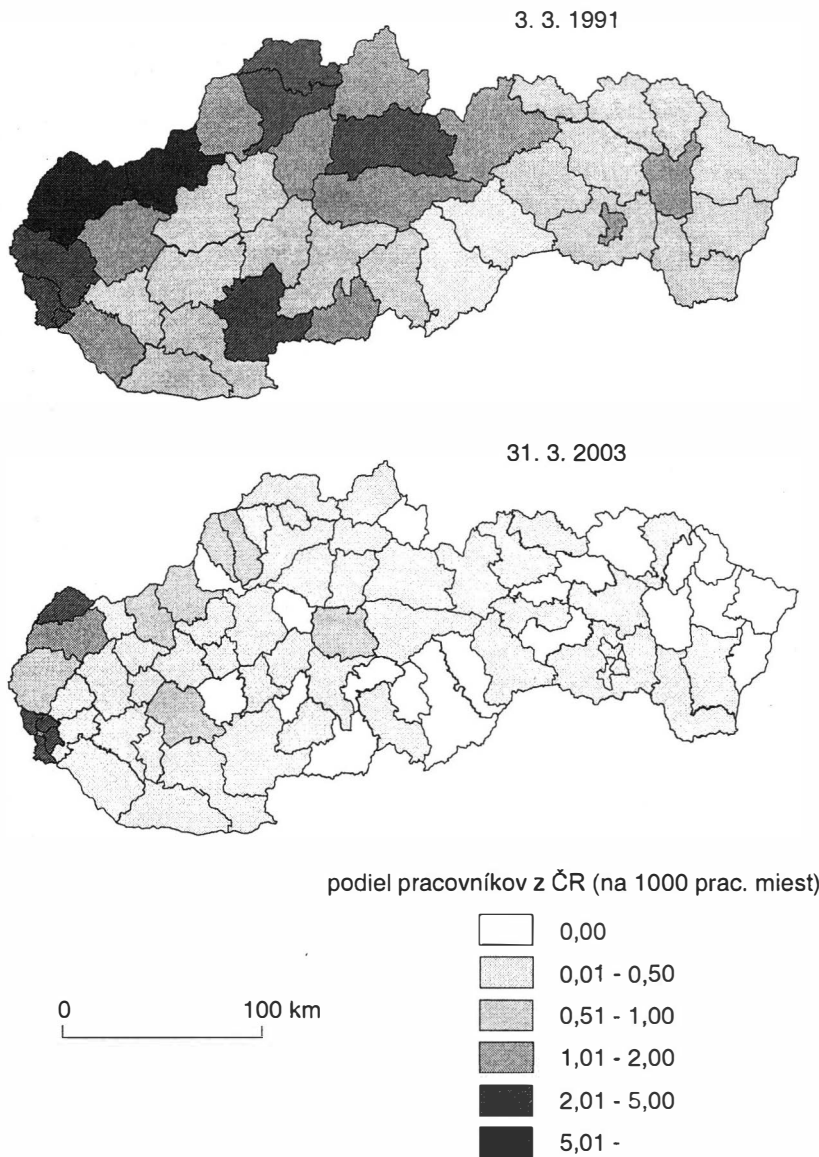 3. 3. 1991
31. 3. 2003
podiel pracovníkov z ČR (na 1000 prac. miest)
0,00
0,01 - 0,50
0,51 - 1,00
1,01 - 2,00
2,01 - 5,00
5,01 -
0 100 km